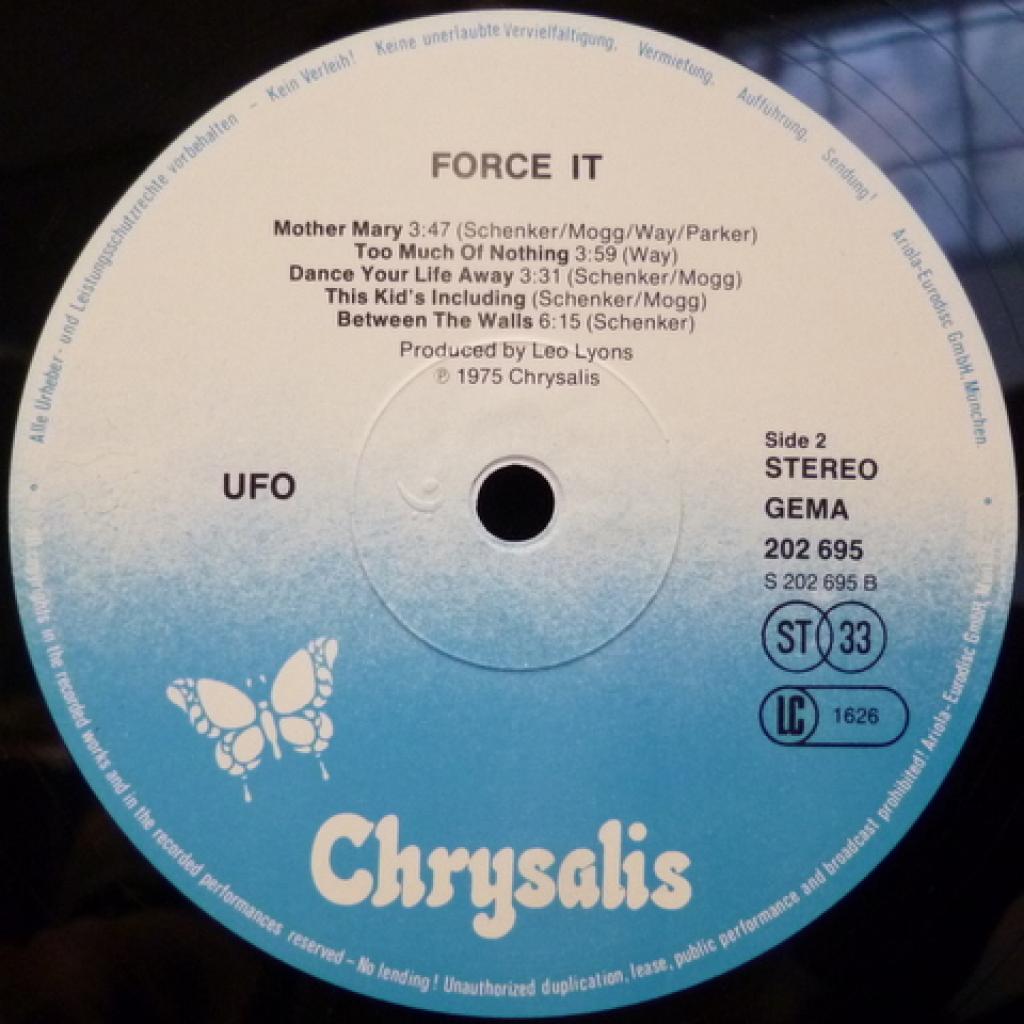 Alle Urheber- und Leistungsschutzrechte vorbehalten - Kein Verleih! Keine unerlaubte Vervielfältigung, Vermietung, Aufführung, Sendung!
Ariola-Eurodisc GmbH, München.
FORCE IT
Mother Mary 3:47 (Schenker/Mogg/Way/Parker)
Too Much Of Nothing 3:59 (Way)
Dance Your Life Away 3:31 (Schenker/Mogg)
This Kid's Including (Schenker/Mogg)
Between The Walls 6:15 (Schenker)
Produced by Leo Lyons
℗ 1975 Chrysalis
UFO
Side 2
STEREO
GEMA
202 695
S 202 695 B
ST 33
LC 1626
Chrysalis
in the recorded works and in the recorded performances reserved – No lending! Unauthorized duplication, lease, public performance and broadcast prohibited! Ariola-Eurodisc GmbH,